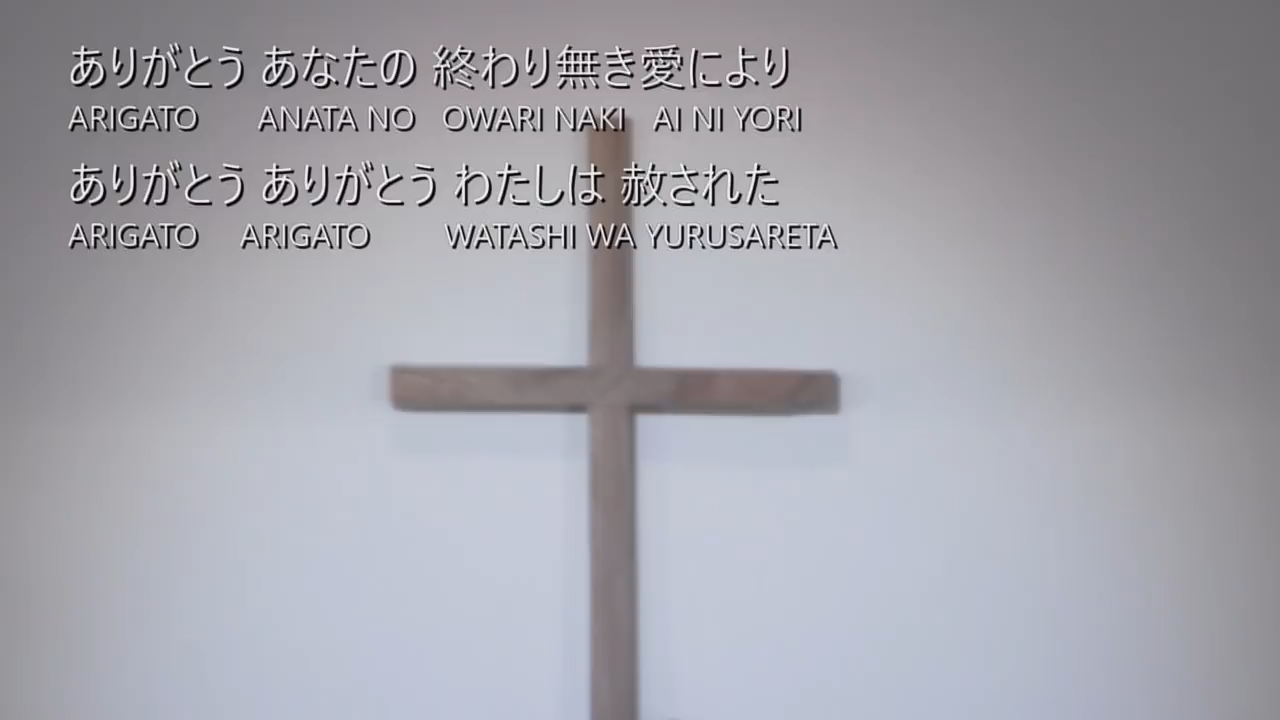 ありがとう あなたの 終わり無き愛により
ARIGATO ANATA NO OWARI NAKI AI NI YORI
ありがとう ありがとう わたしは 赦された
ARIGATO ARIGATO WATASHI WA YURUSARETA